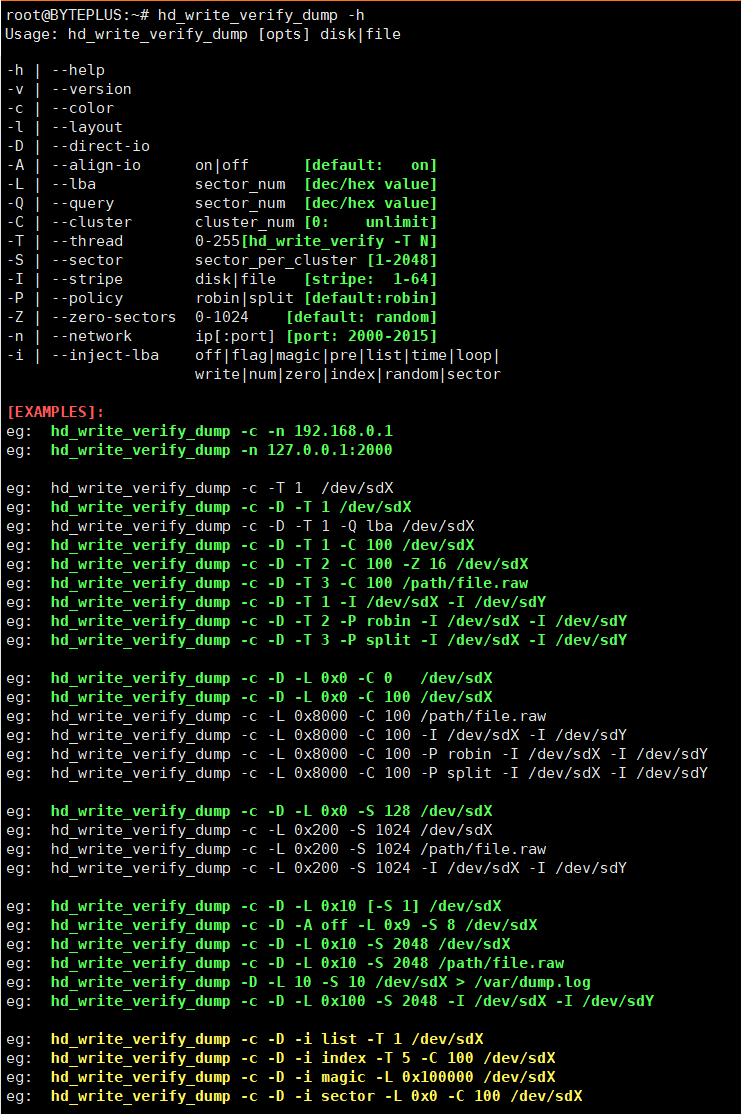 root@BYTEPLUS:~# hd_write_verify_dump -h
Usage: hd_write_verify_dump [opts] disk|file
-h | --help
-v | --version
-c | --color
-l | --layout
-D | --direct-io
-A | --align-io     on|off      [default:   on]
-L | --lba          sector_num  [dec/hex value]
-Q | --query        sector_num  [dec/hex value]
-C | --cluster      cluster_num [0:    unlimit]
-T | --thread       0-255[hd_write_verify -T N]
-S | --sector       sector_per_cluster [1-2048]
-I | --stripe       disk|file   [stripe:  1-64]
-P | --policy       robin|split [default:robin]
-Z | --zero-sectors  0-1024    [default: random]
-n | --network      ip[:port] [port: 2000-2015]
-i | --inject-lba    off|flag|magic|pre|list|time|loop|
                     write|num|zero|index|random|sector
[EXAMPLES]:
eg:  hd_write_verify_dump -c -n 192.168.0.1
eg:  hd_write_verify_dump -n 127.0.0.1:2000
eg:  hd_write_verify_dump -c -T 1  /dev/sdX
eg:  hd_write_verify_dump -c -D -T 1 /dev/sdX
eg:  hd_write_verify_dump -c -D -T 1 -Q lba /dev/sdX
eg:  hd_write_verify_dump -c -D -T 1 -C 100 /dev/sdX
eg:  hd_write_verify_dump -c -D -T 2 -C 100 -Z 16 /dev/sdX
eg:  hd_write_verify_dump -c -D -T 3 -C 100 /path/file.raw
eg:  hd_write_verify_dump -c -D -T 1 -I /dev/sdX -I /dev/sdY
eg:  hd_write_verify_dump -c -D -T 2 -P robin -I /dev/sdX -I /dev/sdY
eg:  hd_write_verify_dump -c -D -T 3 -P split -I /dev/sdX -I /dev/sdY
eg:  hd_write_verify_dump -c -D -L 0x0 -C 0   /dev/sdX
eg:  hd_write_verify_dump -c -D -L 0x0 -C 100 /dev/sdX
eg:  hd_write_verify_dump -c -L 0x8000 -C 100 /path/file.raw
eg:  hd_write_verify_dump -c -L 0x8000 -C 100 -I /dev/sdX -I /dev/sdY
eg:  hd_write_verify_dump -c -L 0x8000 -C 100 -P robin -I /dev/sdX -I /dev/sdY
eg:  hd_write_verify_dump -c -L 0x8000 -C 100 -P split -I /dev/sdX -I /dev/sdY
eg:  hd_write_verify_dump -c -D -L 0x0 -S 128 /dev/sdX
eg:  hd_write_verify_dump -c -L 0x200 -S 1024 /dev/sdX
eg:  hd_write_verify_dump -c -L 0x200 -S 1024 /path/file.raw
eg:  hd_write_verify_dump -c -L 0x200 -S 1024 -I /dev/sdX -I /dev/sdY
eg:  hd_write_verify_dump -c -D -L 0x10 [-S 1] /dev/sdX
eg:  hd_write_verify_dump -c -D -A off -L 0x9 -S 8 /dev/sdX
eg:  hd_write_verify_dump -c -D -L 0x10 -S 2048 /dev/sdX
eg:  hd_write_verify_dump -c -D -L 0x10 -S 2048 /path/file.raw
eg:  hd_write_verify_dump -D -L 10 -S 10 /dev/sdX > /var/dump.log
eg:  hd_write_verify_dump -c -D -L 0x100 -S 2048 -I /dev/sdX -I /dev/sdY
eg:  hd_write_verify_dump -c -D -i list -T 1 /dev/sdX
eg:  hd_write_verify_dump -c -D -i index -T 5 -C 100 /dev/sdX
eg:  hd_write_verify_dump -c -D -i magic -L 0x100000 /dev/sdX
eg:  hd_write_verify_dump -c -D -i sector -L 0x0 -C 100 /dev/sdX